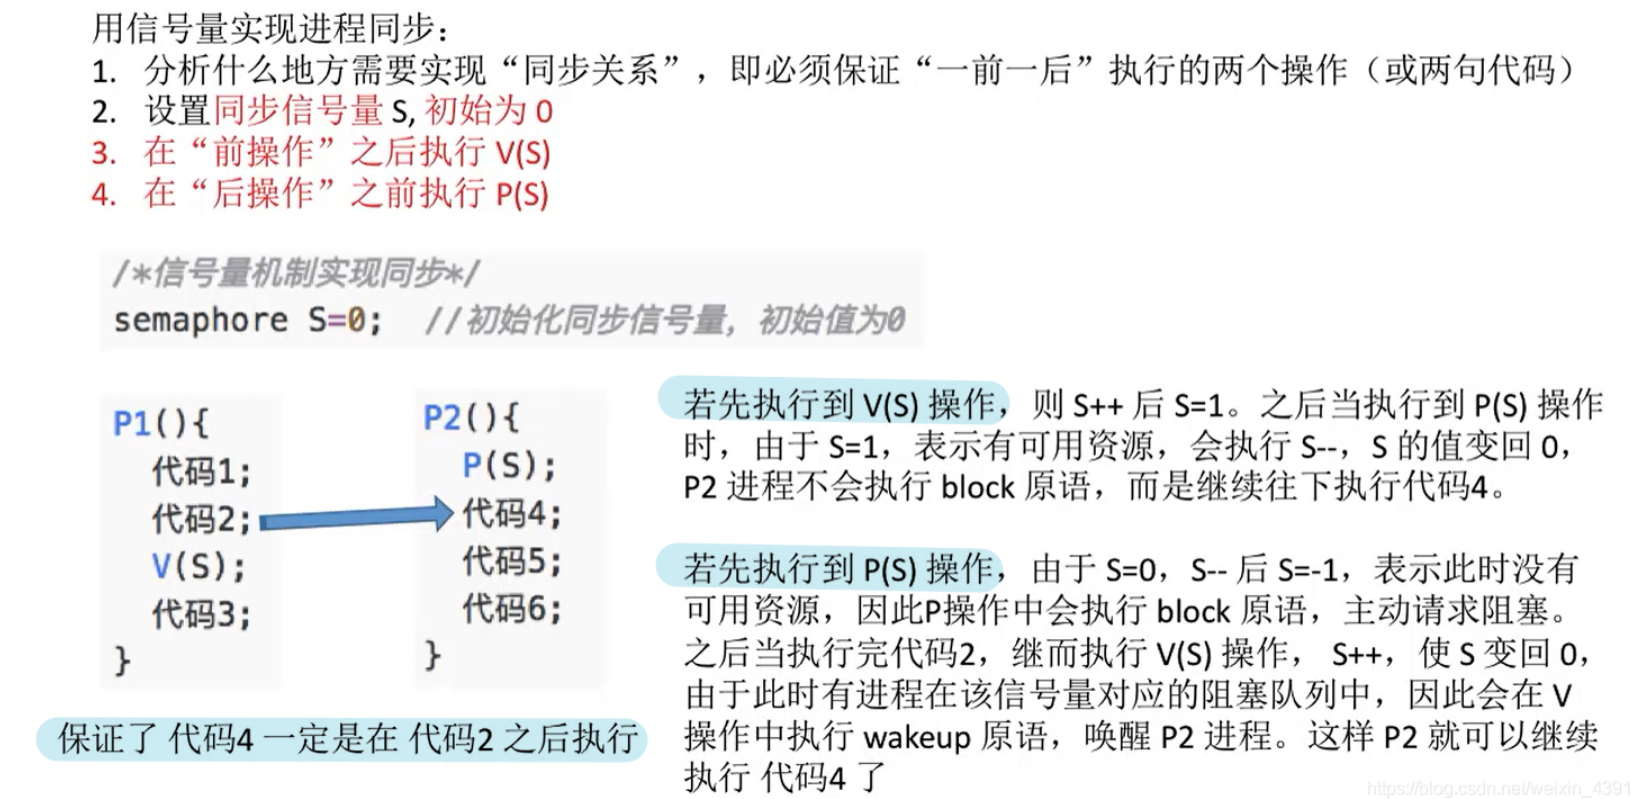 用信号量实现进程同步：
1. 分析什么地方需要实现“同步关系”，即必须保证“一前一后”执行的两个操作（或两句代码）
2. 设置同步信号量 S, 初始为 0
3. 在“前操作”之后执行 V(S)
4. 在“后操作”之前执行 P(S)
/*信号量机制实现同步*/
semaphore S=0; //初始化同步信号量，初始值为0
P1(){
代码1;
代码2;
V(S);
代码3;
}
P2(){
P(S);
代码4;
代码5;
代码6;
}
保证了 代码4 一定是在 代码2 之后执行
若先执行到 V(S) 操作，则 S++ 后 S=1。之后当执行到 P(S) 操作
时，由于 S=1，表示有可用资源，会执行 S--，S 的值变回 0，
P2 进程不会执行 block 原语，而是继续往下执行代码4。
若先执行到 P(S) 操作，由于 S=0，S-- 后 S=-1，表示此时没有
可用资源，因此P操作中会执行 block 原语，主动请求阻塞。
之后当执行完代码2，继而执行 V(S) 操作， S++，使 S 变回 0，
由于此时有进程在该信号量对应的阻塞队列中，因此会在 V
操作中执行 wakeup 原语，唤醒 P2 进程。这样 P2 就可以继续
执行 代码4 了
https://blog.csdn.net/weixin_4391